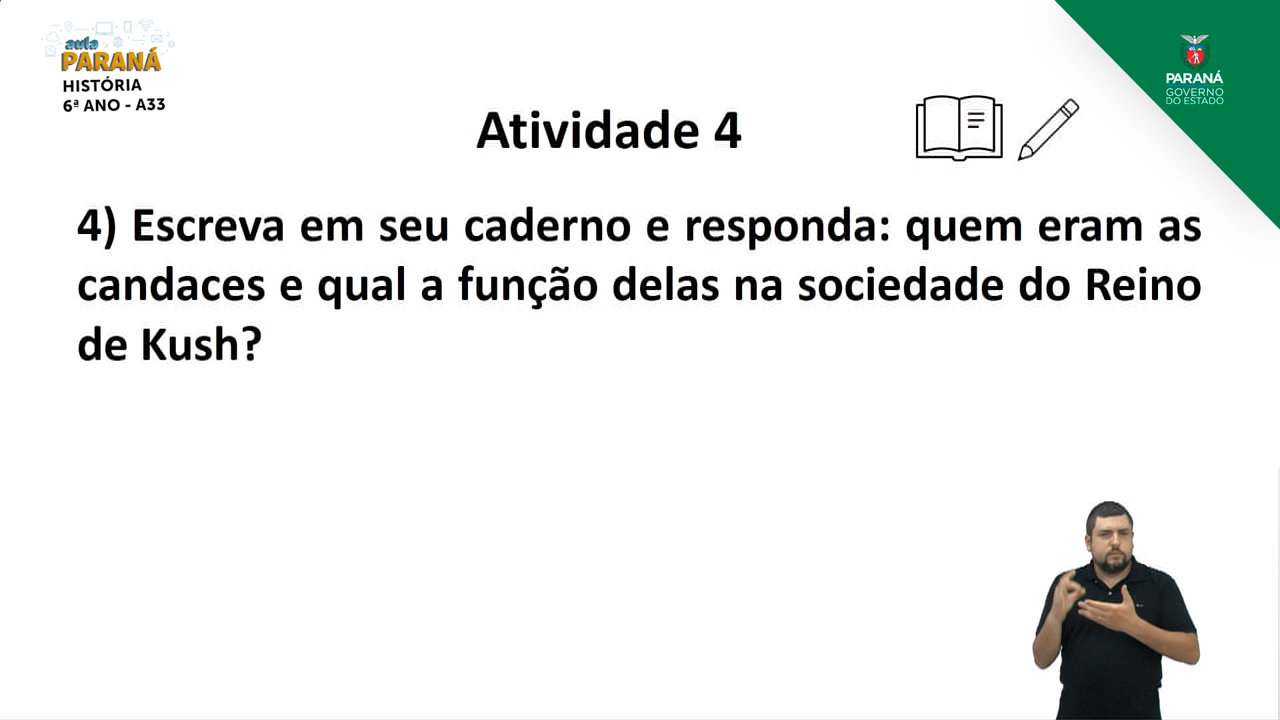 aula
PARANÁ
HISTÓRIA
6ª ANO - A33
PARANÁ
GOVERNO
DO ESTADO
Atividade 4
4) Escreva em seu caderno e responda: quem eram as
candaces e qual a função delas na sociedade do Reino
de Kush?